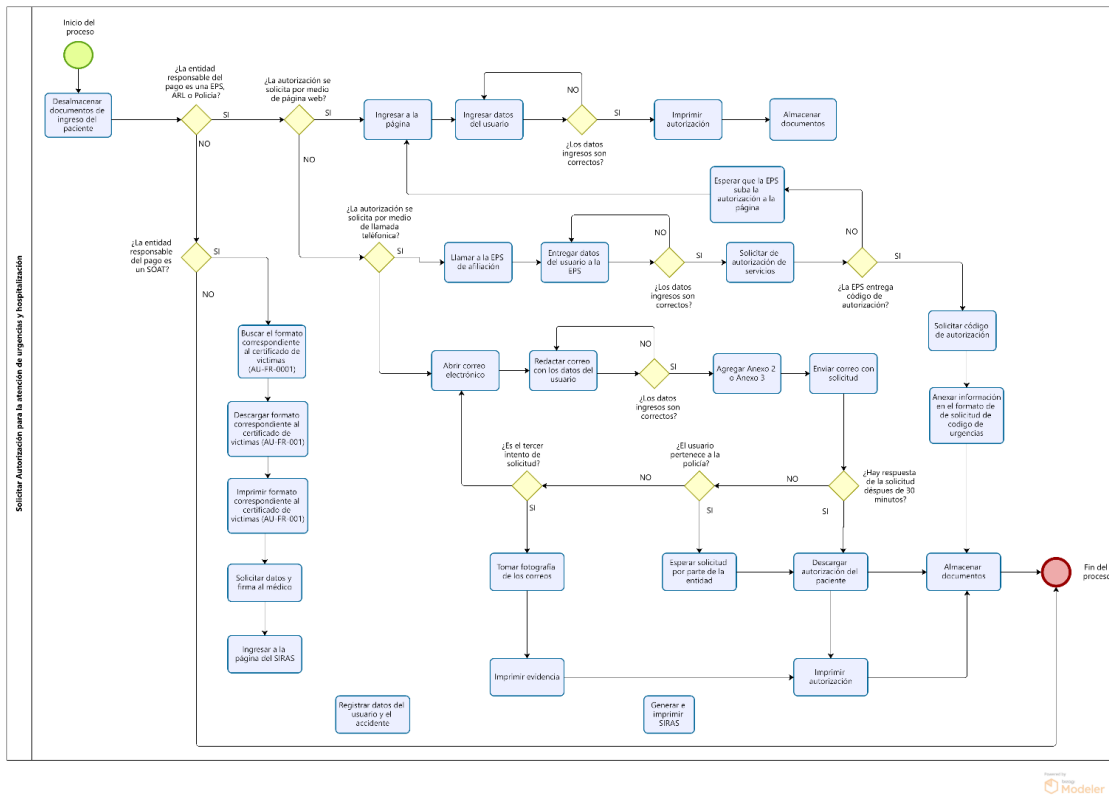 Solicitar Autorización para la atención de urgencias y hospitalización
Inicio del
proceso
Desalmacenar
documentos de
ingreso del
paciente
¿La entidad
responsable del
pago es una EPS,
ARL o Policía?
SI
NO
¿La autorización se
solicita por medio
de página web?
SI
NO
Ingresar a la
página
Ingresar datos
del usuario
NO
SI
¿Los datos
ingresos son
correctos?
Imprimir
autorización
Almacenar
documentos
Esperar que la EPS
suba la
autorización a la
página
¿La autorización se
solicita por medio
de llamada
teléfonica?
SI
Llamar a la EPS
de afiliación
Entregar datos
del usuario a la
EPS
NO
SI
¿Los datos
ingresos son
correctos?
Solicitar de
autorización de
servicios
NO
SI
¿La EPS entrega
código de
autorización?
¿La entidad
responsable
del pago es
un SOAT?
SI
NO
Buscar el formato
correspondiente
al certificado de
victimas
(AU-FR-0001)
Descargar formato
correspondiente al
certificado de
victimas (AU-FR-001)
Imprimir formato
correspondiente al
certificado de
victimas (AU-FR-001)
Solicitar datos y
firma al médico
Ingresar a la
página del SIRAS
Registrar datos del
usuario y el
accidente
Generar e
imprimir
SIRAS
Abrir correo
electrónico
Redactar correo
con los datos del
usuario
NO
SI
¿Los datos
ingresos son
correctos?
Agregar Anexo 2
o Anexo 3
Enviar correo con
solicitud
Solicitar código
de autorización
Anexar información
en el formato de
de solicitud de
codigo de
urgencias
¿Es el tercer
intento de
solicitud?
SI
NO
¿El usuario
pertenece a la
policía?
SI
NO
¿Hay respuesta
de la solicitud
déspues de 30
minutos?
SI
Tomar fotografía
de los correos
Esperar solicitud
por parte de la
entidad
Descargar
autorización del
paciente
Almacenar
documentos
Fin del
proceso
Imprimir evidencia
Imprimir
autorización
Powered by
bizagi
Modeler